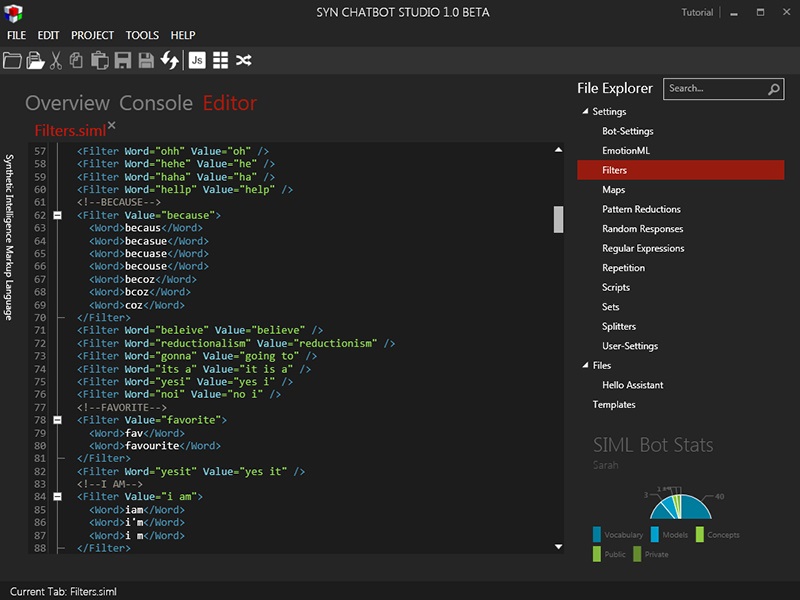 SYN CHATBOT STUDIO 1.0 BETA
Tutorial
FILE EDIT PROJECT TOOLS HELP
Js
Overview Console Editor
Filters.siml
Synthetic Intelligence Markup Language
57 <Filter Word="ohh" Value="oh" />
58 <Filter Word="hehe" Value="he" />
59 <Filter Word="haha" Value="ha" />
60 <Filter Word="hellp" Value="help" />
61 <!--BECAUSE-->
62 <Filter Value="because">
63 <Word>becaus</Word>
64 <Word>becasue</Word>
65 <Word>becuase</Word>
66 <Word>becouse</Word>
67 <Word>becoz</Word>
68 <Word>bcoz</Word>
69 <Word>coz</Word>
70 </Filter>
71 <Filter Word="beleive" Value="believe" />
72 <Filter Word="reductionalism" Value="reductionism" />
73 <Filter Word="gonna" Value="going to" />
74 <Filter Word="its a" Value="it is a" />
75 <Filter Word="yesi" Value="yes i" />
76 <Filter Word="noi" Value="no i" />
77 <!--FAVORITE-->
78 <Filter Value="favorite">
79 <Word>fav</Word>
80 <Word>favourite</Word>
81 </Filter>
82 <Filter Word="yesit" Value="yes it" />
83 <!--I AM-->
84 <Filter Value="i am">
85 <Word>iam</Word>
86 <Word>i'm</Word>
87 <Word>i m</Word>
88 </Filter>
File Explorer
Search...
Settings
Bot-Settings
EmotionML
Filters
Maps
Pattern Reductions
Random Responses
Regular Expressions
Repetition
Scripts
Sets
Splitters
User-Settings
Files
Hello Assistant
Templates
SIML Bot Stats
Sarah
3
40
Vocabulary Models Concepts
Public Private
Current Tab: Filters.siml